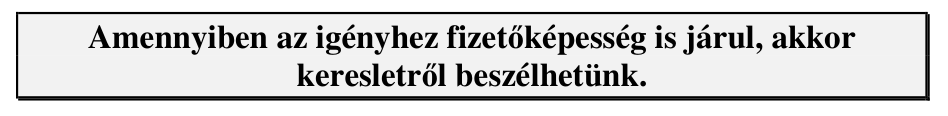 Amennyiben az igényhez fizetőképesség is járul, akkor
keresletről beszélhetünk.